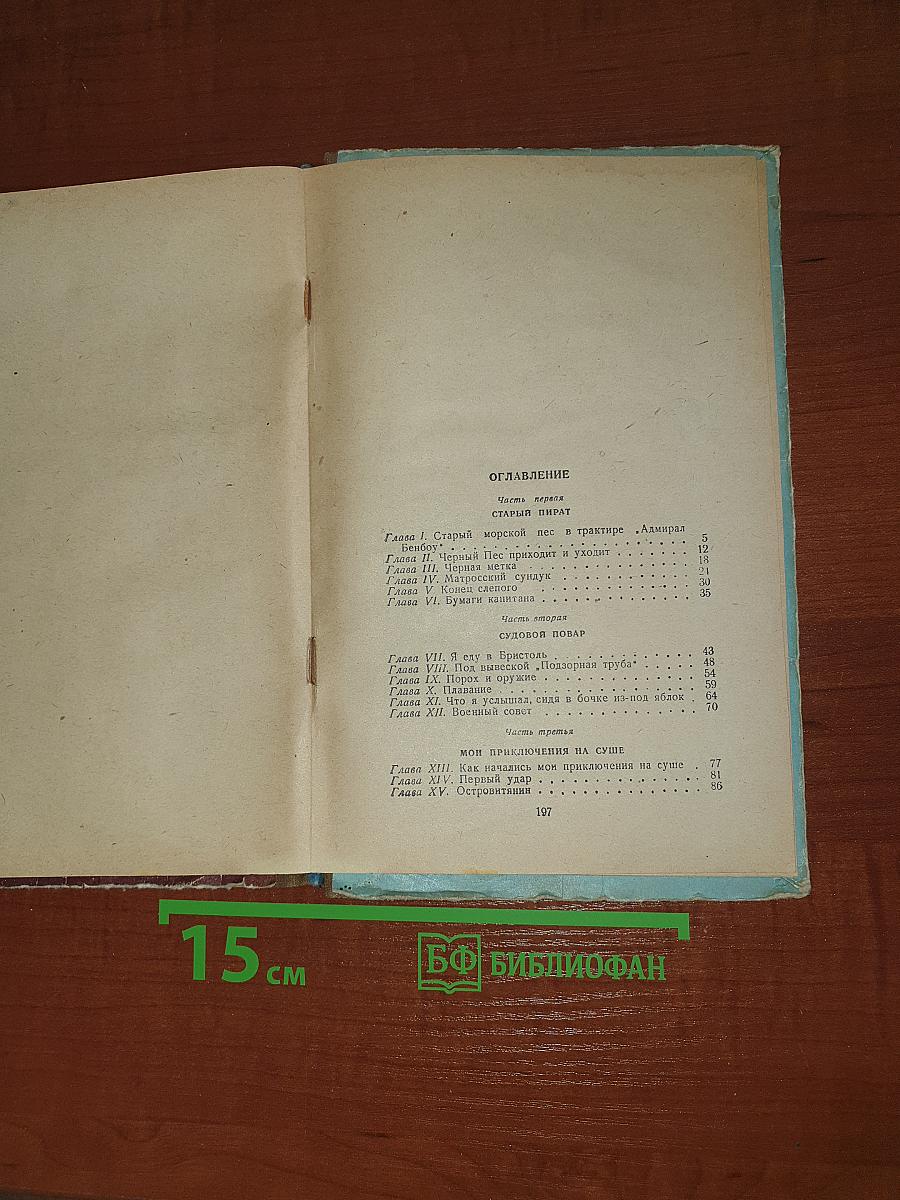 ОГЛАВЛЕНИЕ
Часть первая
СТАРЫЙ ПИРАТ
Глава I. Старый морской пес в трактире „Адмирал
Бенбоу“ . . . . . . . . . . . . . . . . . . . . 5
Глава II. Черный Пес приходит и уходит . . . . . . . 12
Глава III. Черная метка . . . . . . . . . . . . . . 18
Глава IV. Матросский сундук . . . . . . . . . . . . 21
Глава V Конец слепого . . . . . . . . . . . . . . 30
Глава VI. Бумаги капитана . . . . . . . . . . . . . 35
Часть вторая
СУДОВОЙ ПОВАР
Глава VII. Я еду в Бристоль . . . . . . . . . . . . 43
Глава VIII. Под вывеской „Подзорная труба“ . . . . . 48
Глава IX. Порох и оружие . . . . . . . . . . . . . 54
Глава X. Плавание . . . . . . . . . . . . . . . . 59
Глава XI. Что я услышал, сидя в бочке из-под яблок . 64
Глава XII. Военный совет . . . . . . . . . . . . . 70
Часть третья
МОИ ПРИКЛЮЧЕНИЯ НА СУШЕ
Глава XIII. Как начались мои приключения на суше . 77
Глава XIV. Первый удар . . . . . . . . . . . . . . 81
Глава XV. Островитянин . . . . . . . . . . . . . . 86
197
15 см
БФ БИБЛИОФАН